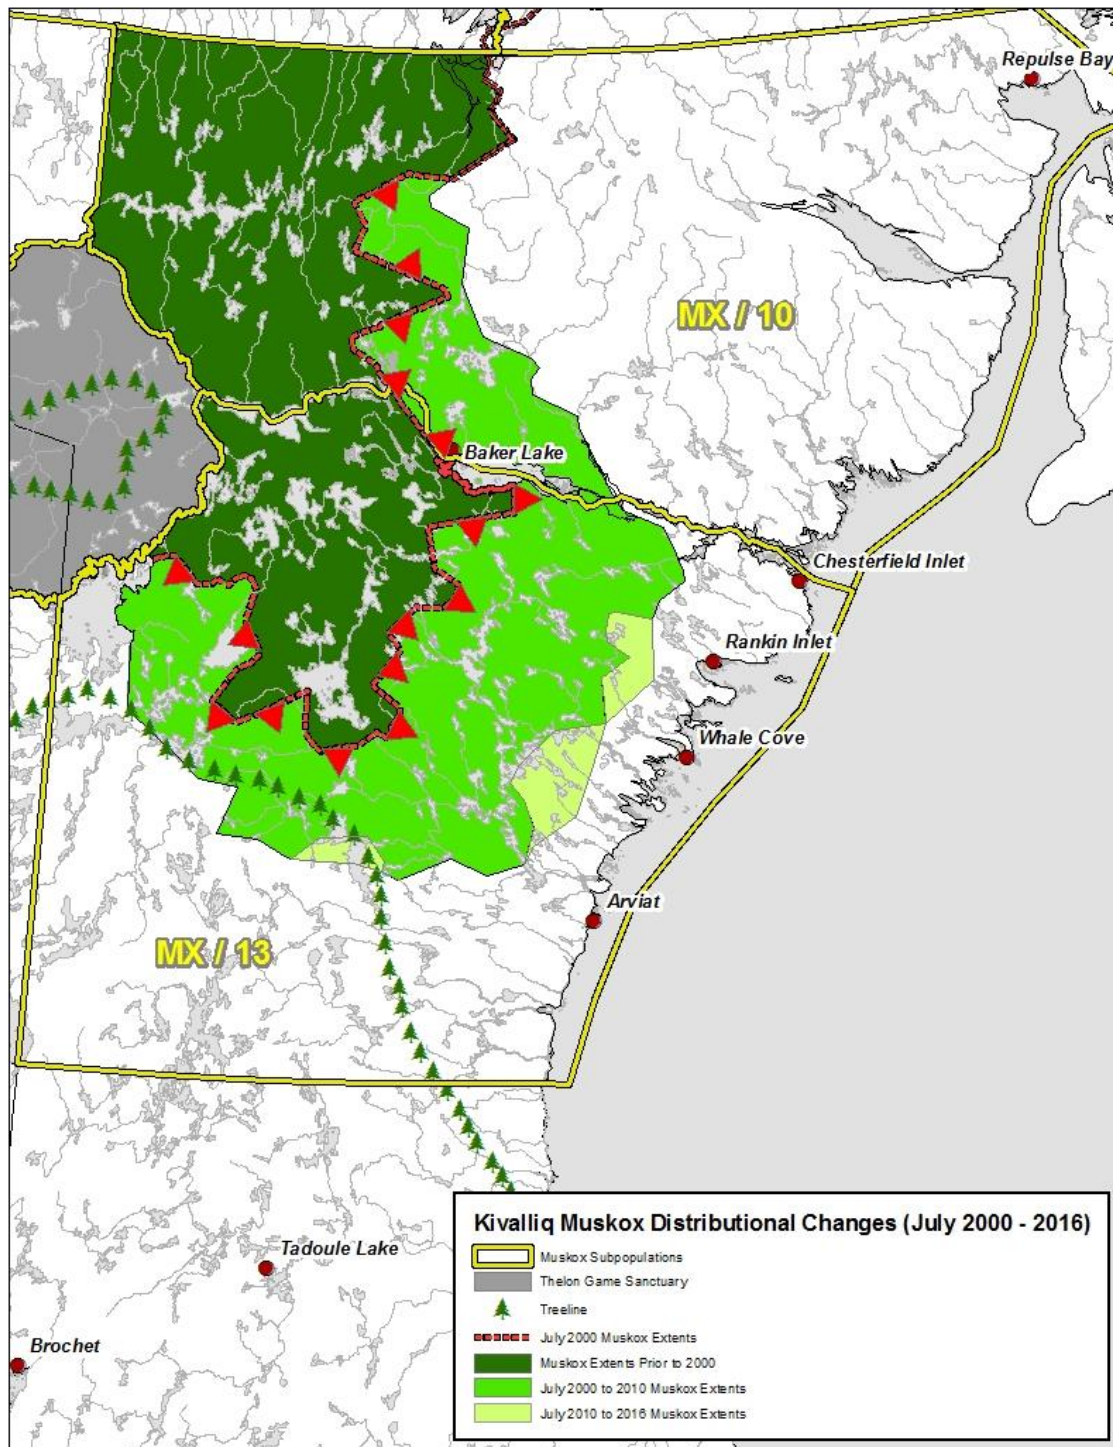 Repulse Bay
MX / 10
Baker Lake
Chesterfield Inlet
Rankin Inlet
Whale Cove
Arviat
MX / 13
Tadoule Lake
Brochet
Kivalliq Muskox Distributional Changes (July 2000 - 2016)
Muskox Subpopulations
Thelon Game Sanctuary
Treeline
July 2000 Muskox Extents
Muskox Extents Prior to 2000
July 2000 to 2010 Muskox Extents
July 2010 to 2016 Muskox Extents